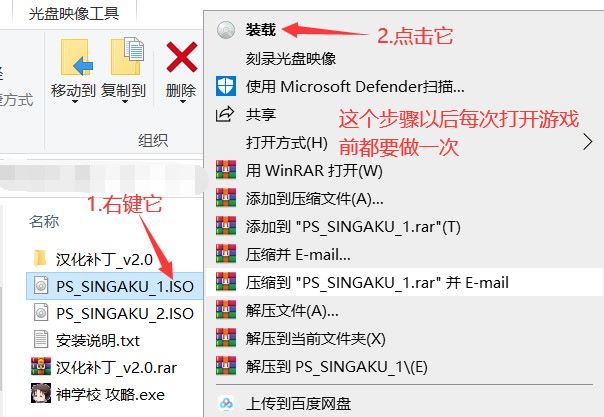 光盘映像工具
移动到
复制到
删除
捷方式
组织
名称
1.右键它
汉化补丁_v2.0
PS_SINGAKU_1.ISO
PS_SINGAKU_2.ISO
安装说明.txt
汉化补丁_v2.0.rar
神学校 攻略.exe
装载
2.点击它
刻录光盘映像
使用 Microsoft Defender扫描...
共享
打开方式(H)
这个步骤以后每次打开游戏
前都要做一次
用 WinRAR 打开(W)
添加到压缩文件(A)...
添加到 "PS_SINGAKU_1.rar"(T)
压缩并 E-mail...
压缩到 "PS_SINGAKU_1.rar" 并 E-mail
解压文件(A)...
解压到当前文件夹(X)
解压到 PS_SINGAKU_1\(E)
上传到百度网盘